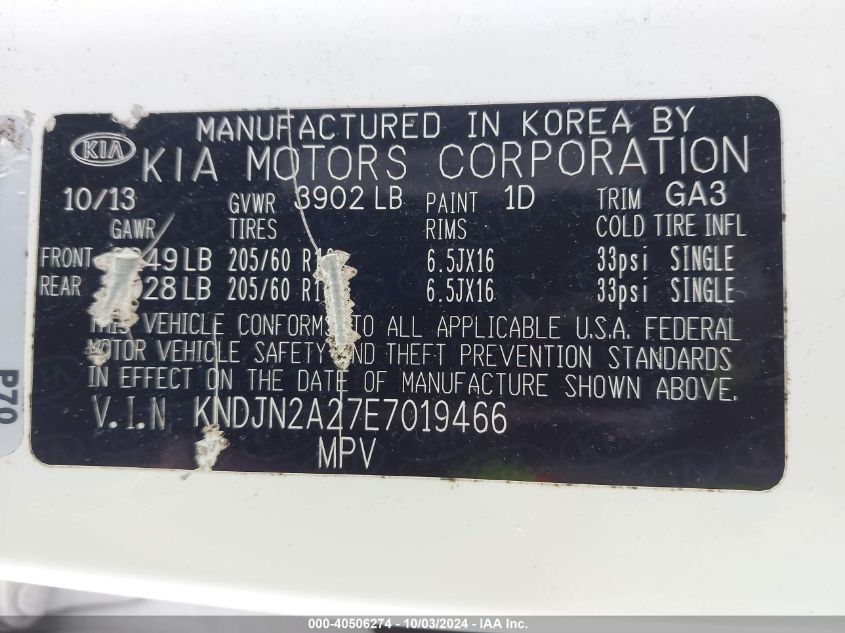 MANUFACTURED IN KOREA BY
KIA KIA MOTORS CORPORATION
10/13 GVWR 3902 LB PAINT 1D TRIM GA3
GAWR TIRES RIMS COLD TIRE INFL
FRONT 49 LB 205/60 6.5JX16 33psi SINGLE
REAR 28 LB 205/60 6.5JX16 33psi SINGLE
THIS VEHICLE CONFORMS TO ALL APPLICABLE U.S.A. FEDERAL
MOTOR VEHICLE SAFETY AND THEFT PREVENTION STANDARDS
IN EFFECT ON THE DATE OF MANUFACTURE SHOWN ABOVE.
V.I.N KNDJN2A27E7019466
MPV
P70
000-40506274 - 10/03/2024 - IAA Inc.